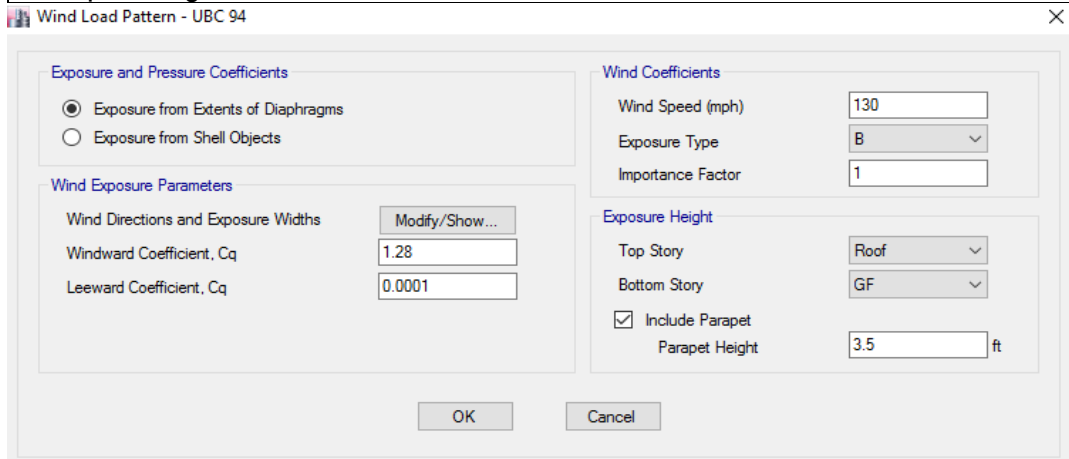 Wind Load Pattern - UBC 94
Exposure and Pressure Coefficients
Exposure from Extents of Diaphragms
Exposure from Shell Objects
Wind Exposure Parameters
Wind Directions and Exposure Widths Modify/Show...
Windward Coefficient, Cq 1.28
Leeward Coefficient, Cq 0.0001
Wind Coefficients
Wind Speed (mph) 130
Exposure Type B
Importance Factor 1
Exposure Height
Top Story Roof
Bottom Story GF
Include Parapet
Parapet Height 3.5 ft
OK Cancel